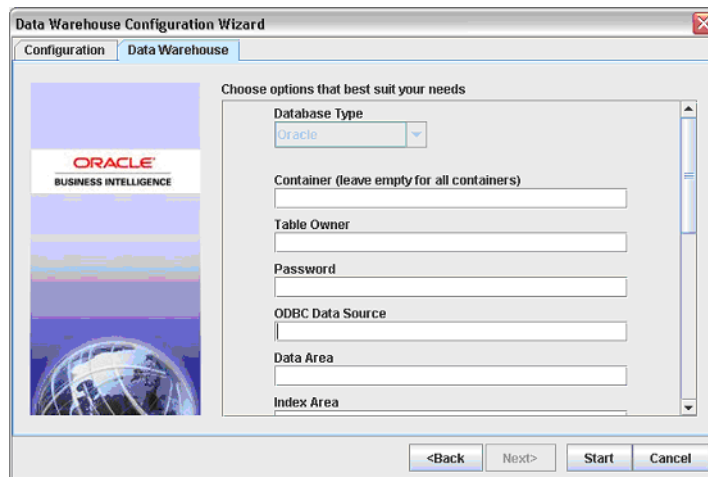 Data Warehouse Configuration Wizard
Configuration
Data Warehouse
Choose options that best suit your needs
ORACLE
BUSINESS INTELLIGENCE
Database Type
Oracle
Container (leave empty for all containers)
Table Owner
Password
ODBC Data Source
Data Area
Index Area
<Back
Next>
Start
Cancel